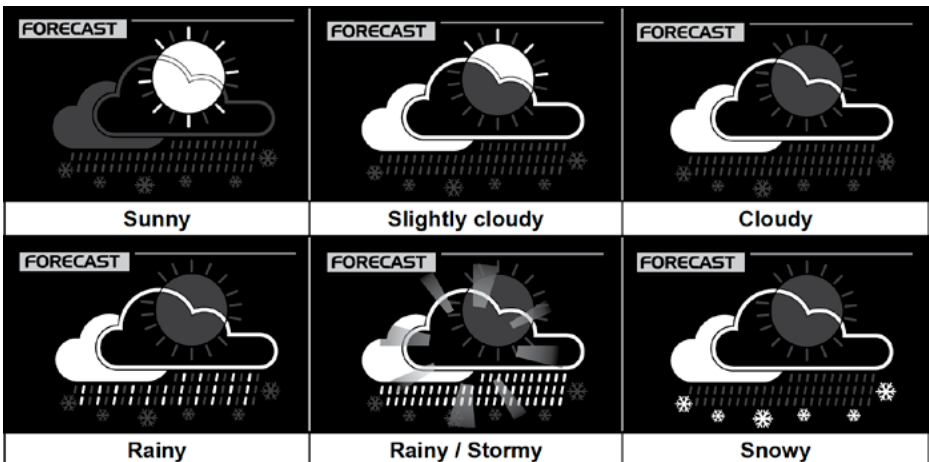 FORECAST
FORECAST
FORECAST
Sunny
Slightly cloudy
Cloudy
FORECAST
FORECAST
FORECAST
Rainy
Rainy / Stormy
Snowy